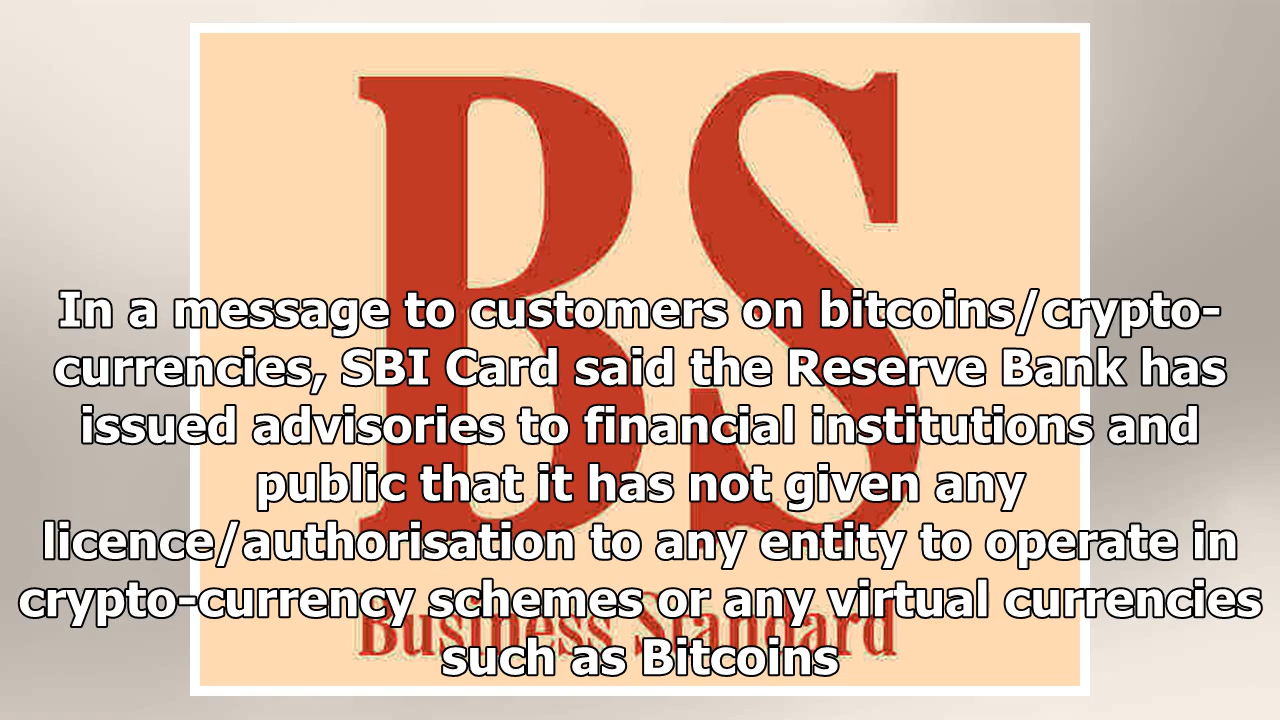 BS
In a message to customers on bitcoins/crypto-
currencies, SBI Card said the Reserve Bank has
issued advisories to financial institutions and
public that it has not given any
licence/authorisation to any entity to operate in
crypto-currency schemes or any virtual currencies
Business Standard
such as Bitcoins